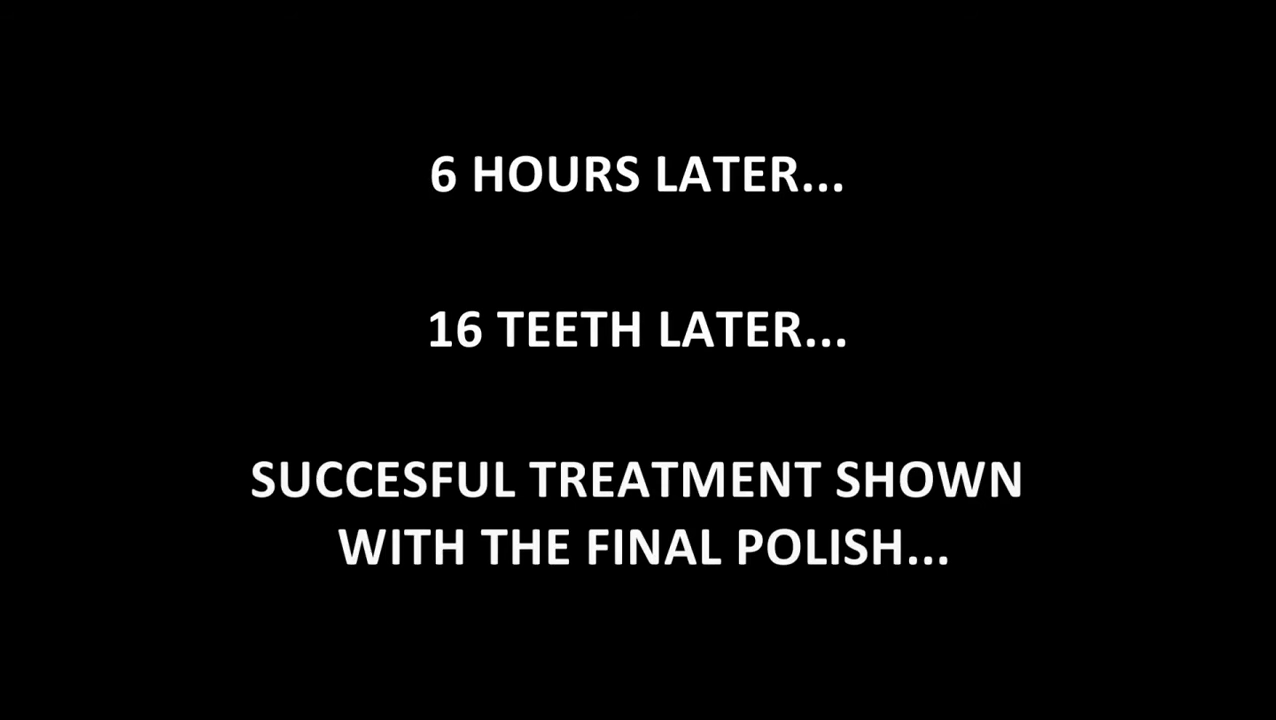 6 HOURS LATER...
16 TEETH LATER...
SUCCESFUL TREATMENT SHOWN
WITH THE FINAL POLISH...